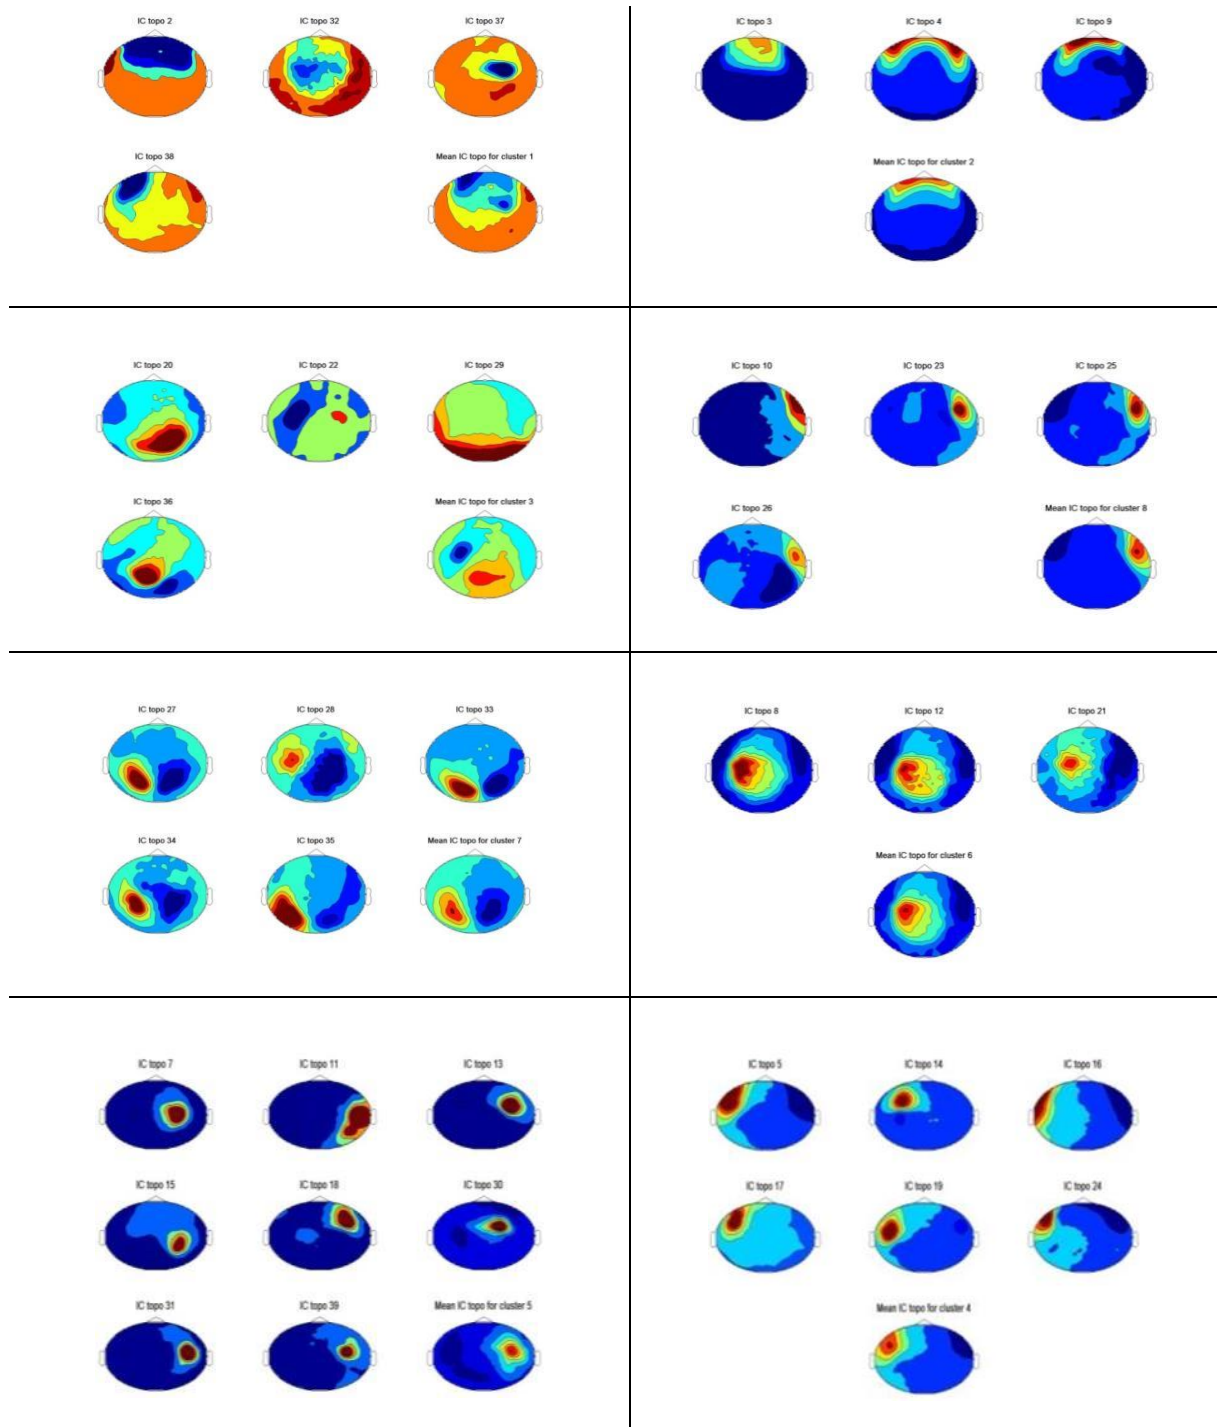 IC topo 2
IC topo 32
IC topo 37
IC topo 38
Mean IC topo for cluster 1
IC topo 3
IC topo 4
IC topo 9
Mean IC topo for cluster 2
IC topo 20
IC topo 22
IC topo 29
IC topo 36
Mean IC topo for cluster 3
IC topo 10
IC topo 23
IC topo 25
IC topo 26
Mean IC topo for cluster 8
IC topo 27
IC topo 28
IC topo 33
IC topo 34
IC topo 35
Mean IC topo for cluster 7
IC topo 8
IC topo 12
IC topo 21
Mean IC topo for cluster 6
IC topo 7
IC topo 11
IC topo 13
IC topo 15
IC topo 18
IC topo 30
IC topo 31
IC topo 39
Mean IC topo for cluster 5
IC topo 5
IC topo 14
IC topo 16
IC topo 17
IC topo 19
IC topo 24
Mean IC topo for cluster 4